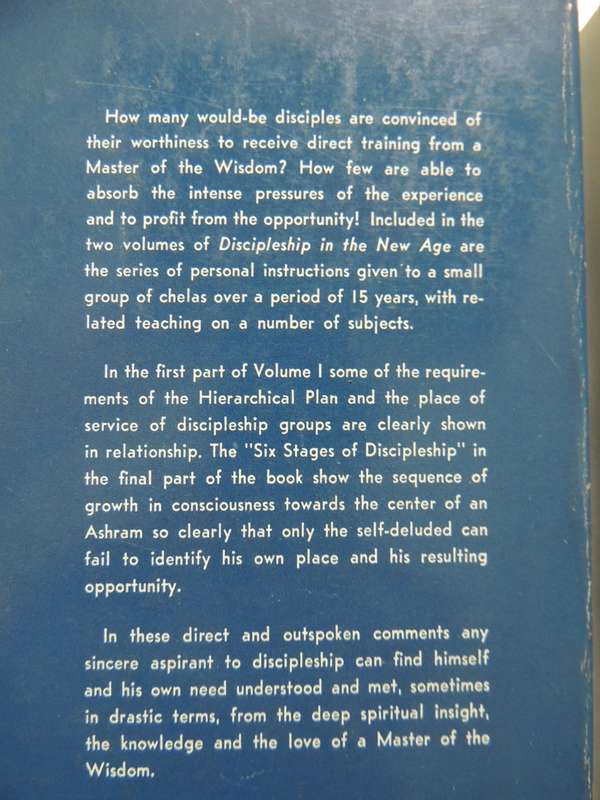 How many would-be disciples are convinced of
their worthiness to receive direct training from a
Master of the Wisdom? How few are able to
absorb the intense pressures of the experience
and to profit from the opportunity! Included in the
two volumes of Discipleship in the New Age are
the series of personal instructions given to a small
group of chelas over a period of 15 years, with re-
lated teaching on a number of subjects.
In the first part of Volume I some of the require-
ments of the Hierarchical Plan and the place of
service of discipleship groups are clearly shown
in relationship. The "Six Stages of Discipleship" in
the final part of the book show the sequence of
growth in consciousness towards the center of an
Ashram so clearly that only the self-deluded can
fail to identify his own place and his resulting
opportunity.
In these direct and outspoken comments any
sincere aspirant to discipleship can find himself
and his own need understood and met, sometimes
in drastic terms, from the deep spiritual insight,
the knowledge and the love of a Master of the
Wisdom.